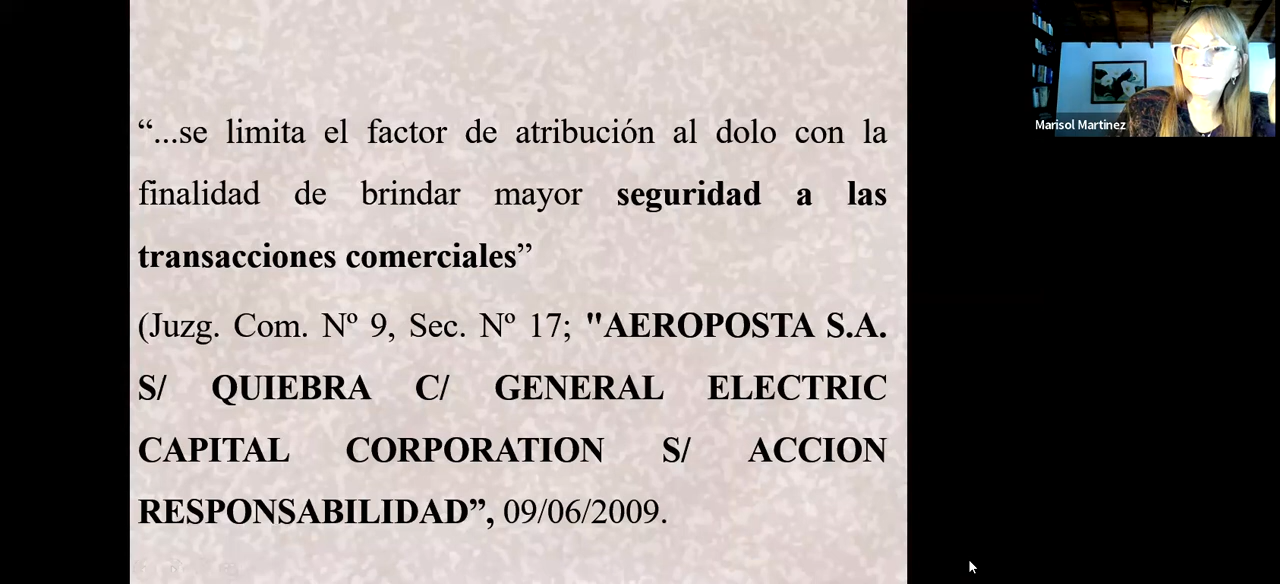 “...se limita el factor de atribución al dolo con la
finalidad de brindar mayor seguridad a las
transacciones comerciales”
(Juzg. Com. Nº 9, Sec. Nº 17; "AEROPOSTA S.A.
S/ QUIEBRA C/ GENERAL ELECTRIC
CAPITAL CORPORATION S/ ACCION
RESPONSABILIDAD”, 09/06/2009.
Marisol Martinez